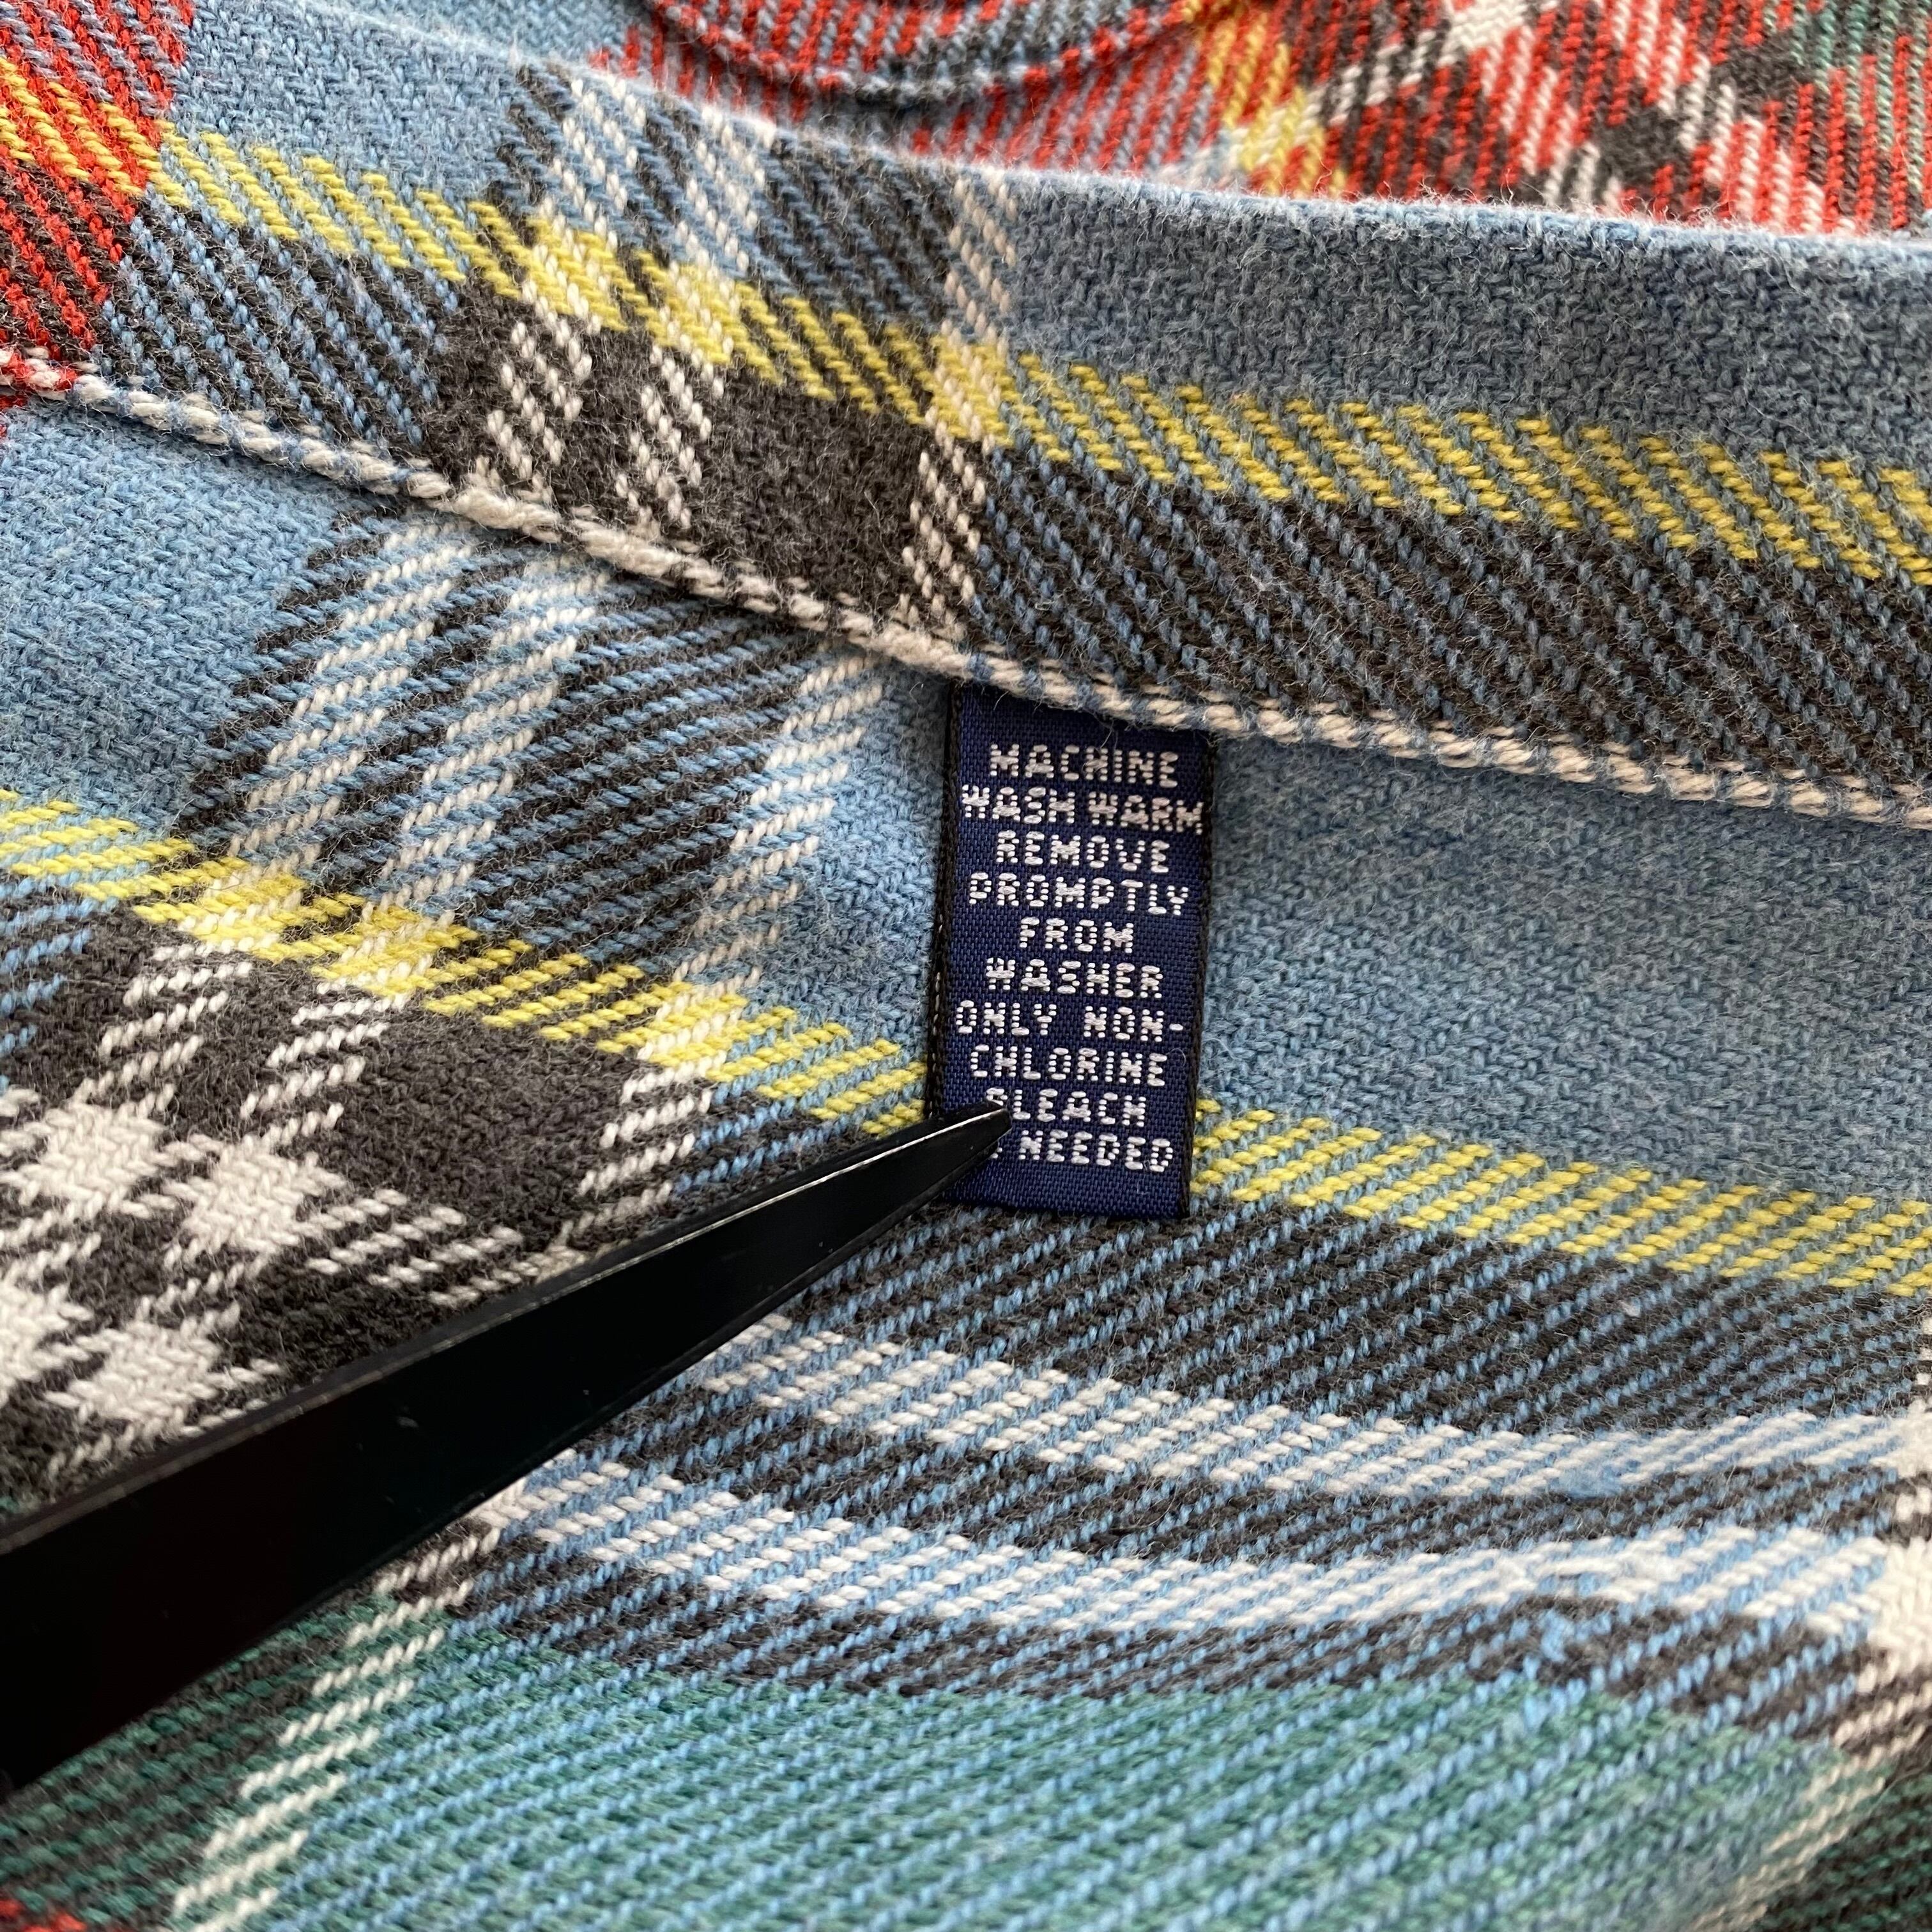 MACHINE
WASH WARM
REMOVE
PROMPTLY
FROM
WASHER
ONLY NON-
CHLORINE
BLEACH
NEEDED